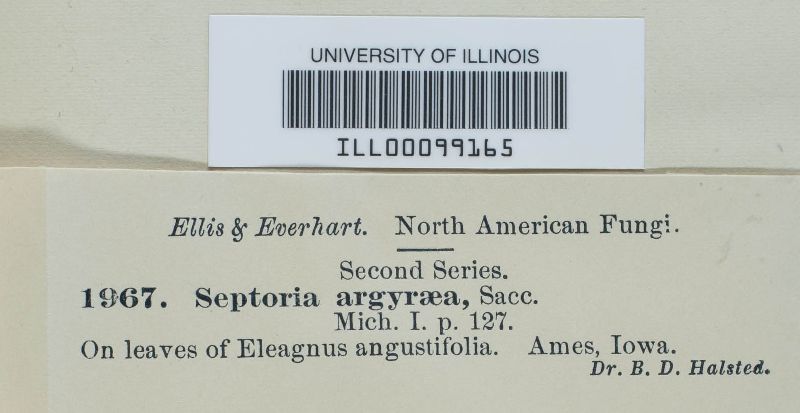 UNIVERSITY OF ILLINOIS
ILL00099165
Ellis & Everhart. North American Fungi.
Second Series.
1967. Septoria argyræa, Sacc.
Mich. I. p. 127.
On leaves of Eleagnus angustifolia. Ames, Iowa.
Dr. B. D. Halsted.